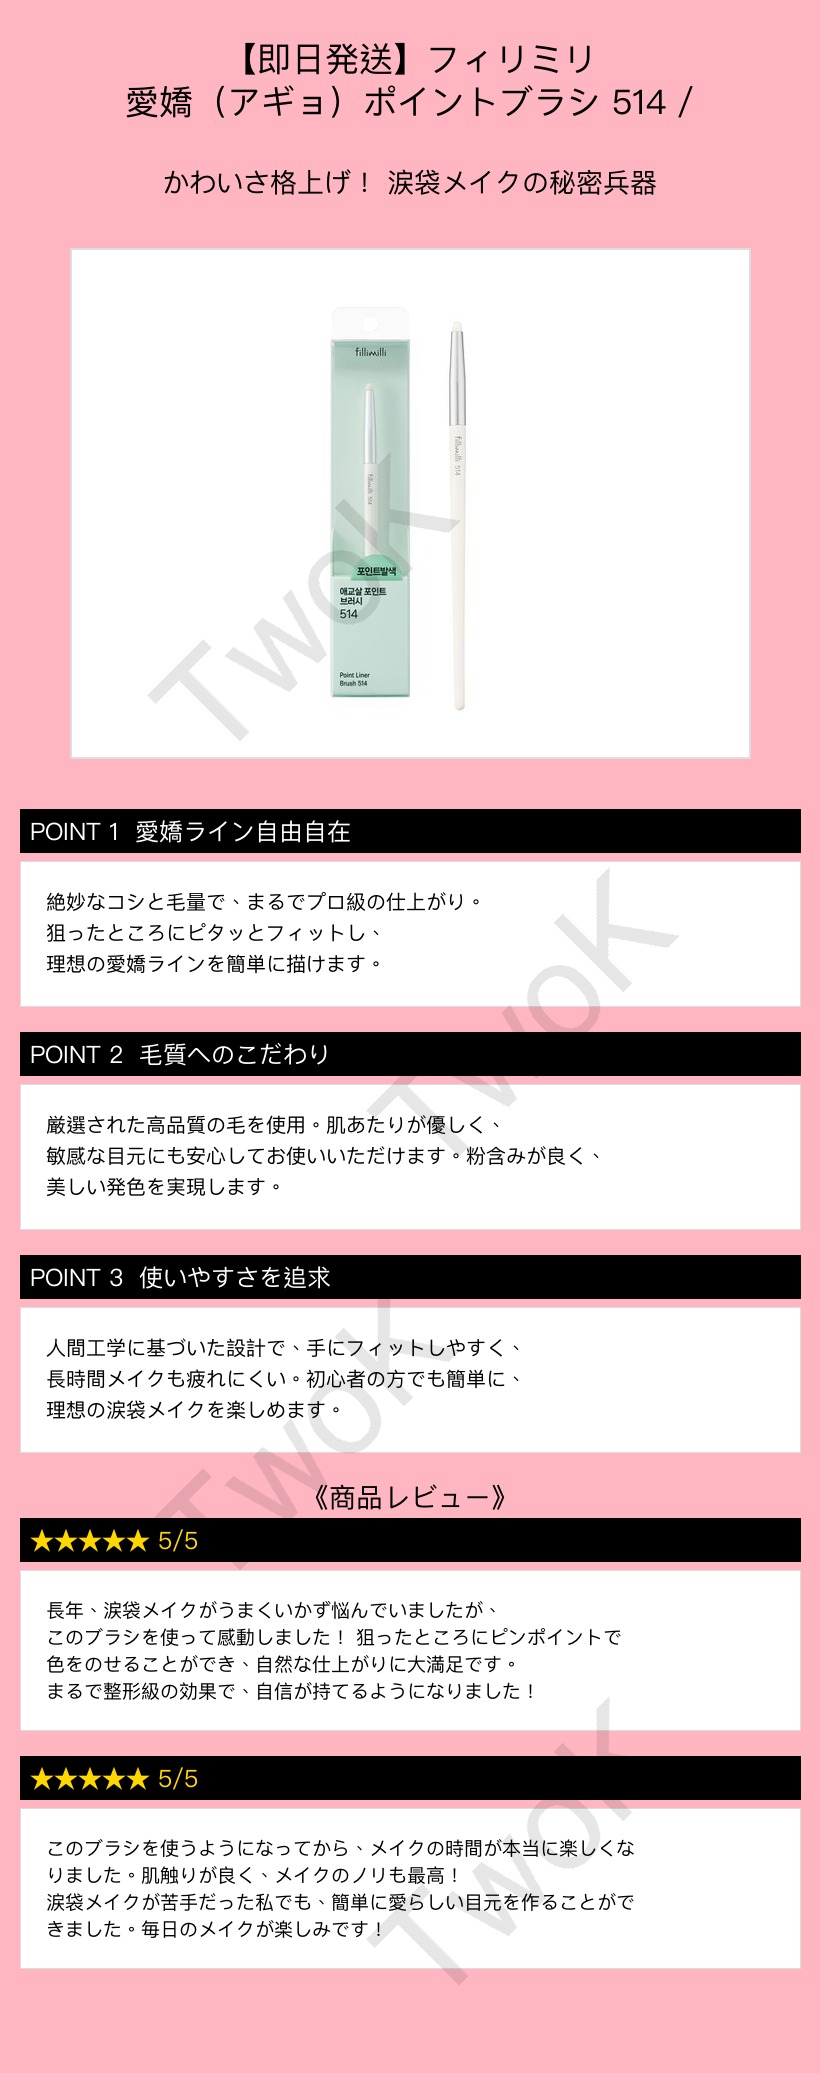 【即日発送】フィリミリ
愛嬌（アギョ）ポイントブラシ 514 /
かわいさ格上げ！ 涙袋メイクの秘密兵器
fillimilli
fillimilli 514
fillimilli 514
포인트발색
애교살 포인트
브러시
514
Point Liner
Brush 514
TwoK
POINT 1 愛嬌ライン自由自在
絶妙なコシと毛量で、まるでプロ級の仕上がり。
狙ったところにピタッとフィットし、
理想の愛嬌ラインを簡単に描けます。
TwoK
POINT 2 毛質へのこだわり
厳選された高品質の毛を使用。肌あたりが優しく、
敏感な目元にも安心してお使いいただけます。粉含みが良く、
美しい発色を実現します。
POINT 3 使いやすさを追求
人間工学に基づいた設計で、手にフィットしやすく、
長時間メイクも疲れにくい。初心者の方でも簡単に、
理想の涙袋メイクを楽しめます。
TwoK
《商品レビュー》
★★★★★ 5/5
長年、涙袋メイクがうまくいかず悩んでいましたが、
このブラシを使って感動しました！ 狙ったところにピンポイントで
色をのせることができ、自然な仕上がりに大満足です。
まるで整形級の効果で、自信が持てるようになりました！
★★★★★ 5/5
このブラシを使うようになってから、メイクの時間が本当に楽しくな
りました。肌触りが良く、メイクのノリも最高！
涙袋メイクが苦手だった私でも、簡単に愛らしい目元を作ることがで
きました。毎日のメイクが楽しみです！
TwoK